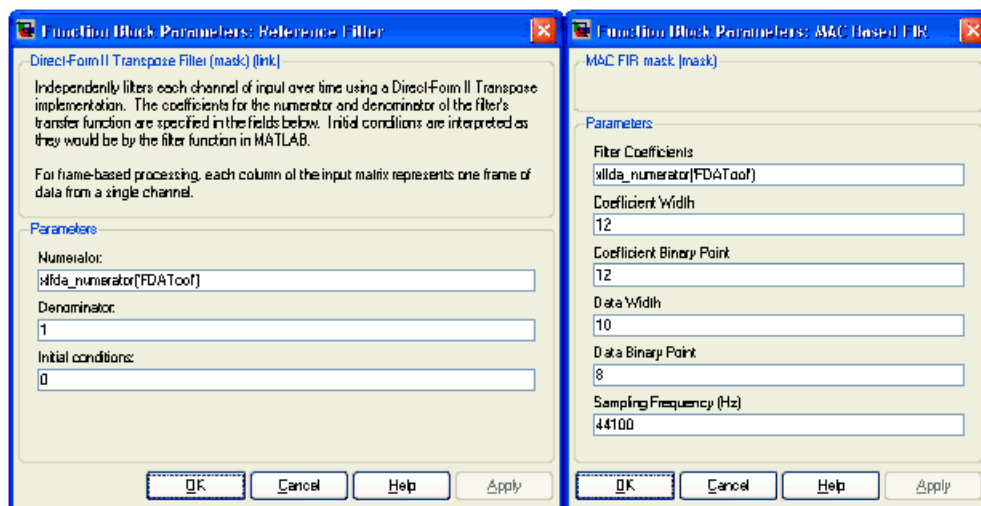 Function Block Parameters: Reference Filter
Direct-Form II Transpose Filter (mask) (link)
Independently filters each channel of input over time using a Direct-Form II Transpose
implementation. The coefficients for the numerator and denominator of the filter's
transfer function are specified in the fields below. Initial conditions are interpreted as
they would be by the filter function in MATLAB.
For frame-based processing, each column of the input matrix represents one frame of
data from a single channel.
Parameters
Numerator:
xlfda_numerator('FDATool')
Denominator:
1
Initial conditions:
0
OK Cancel Help Apply
Function Block Parameters: MAC Based FIR
MAC FIR mask (mask)
Parameters
Filter Coefficients
xlfda_numerator('FDATool')
Coefficient Width
12
Coefficient Binary Point
12
Data Width
10
Data Binary Point
8
Sampling Frequency (Hz)
44100
OK Cancel Help Apply